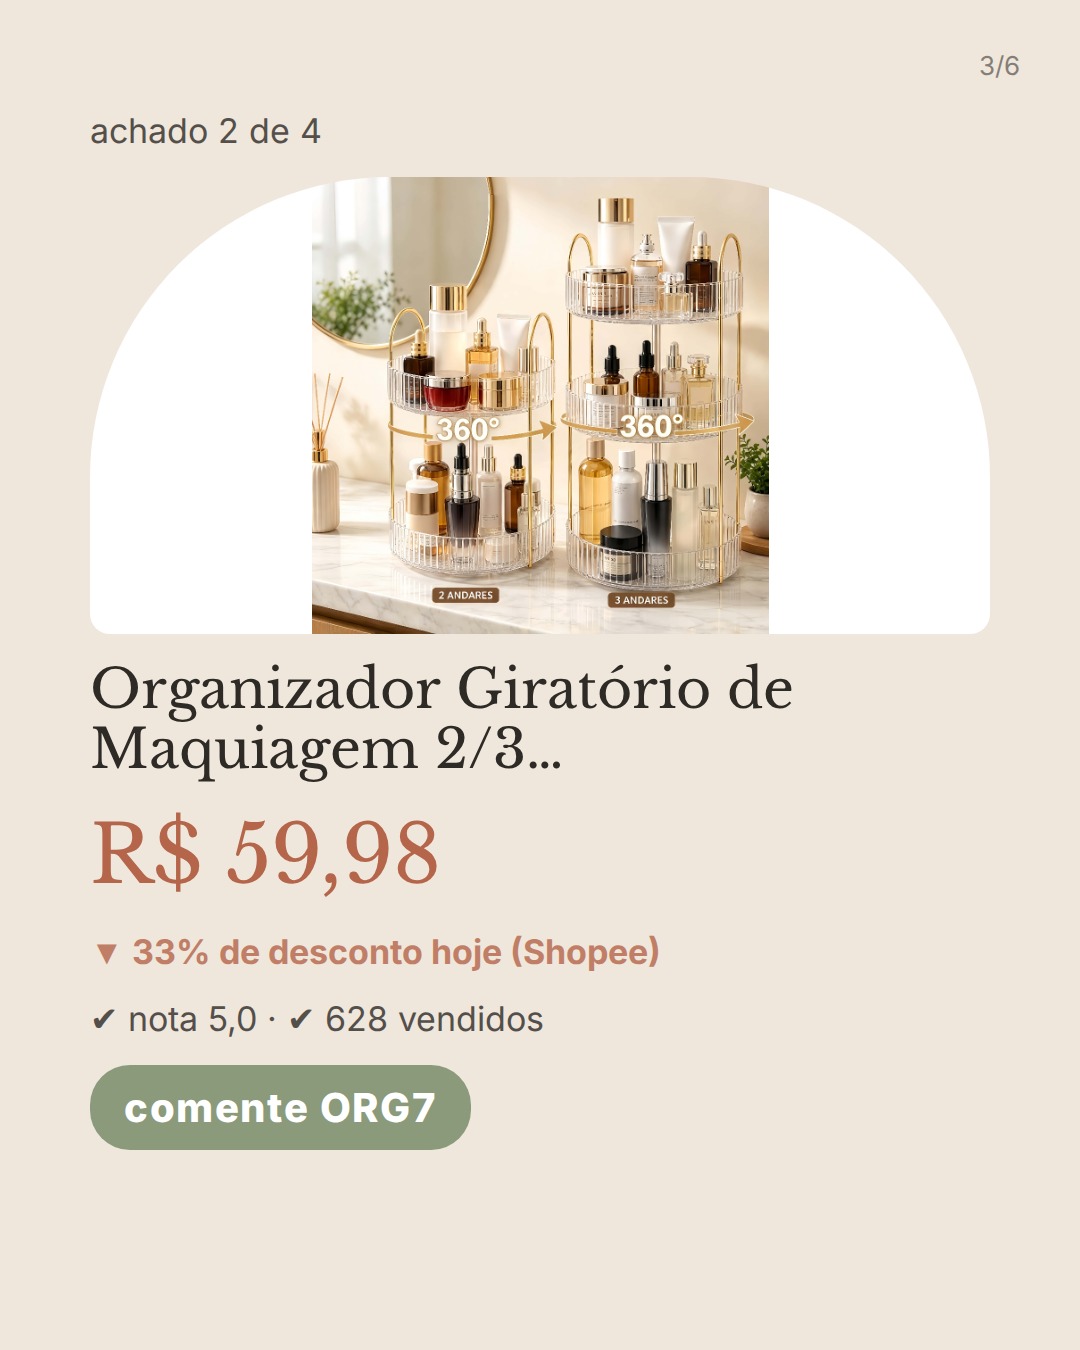 3/6
achado 2 de 4
360°
360°
2 ANDARES
3 ANDARES
Organizador Giratório de
Maquiagem 2/3...
R$ 59,98
▼ 33% de desconto hoje (Shopee)
✔ nota 5,0 · ✔ 628 vendidos
comente ORG7